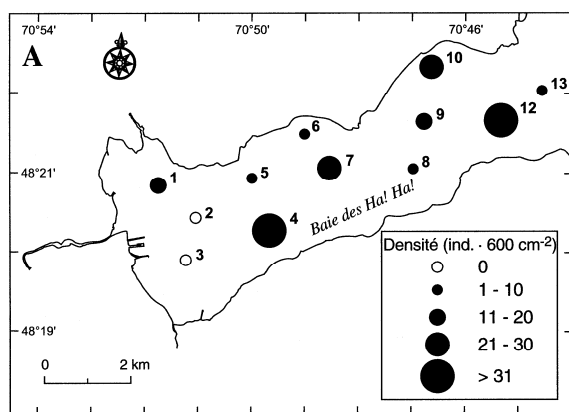 70°54' 70°50' 70°46'
A
10
13
9
12
6
7
8
48°21'
1
5
2
4
Baie des Ha! Ha!
3
Densité (ind. · 600 cm-2)
0
1 - 10
11 - 20
21 - 30
> 31
48°19'
0 2 km